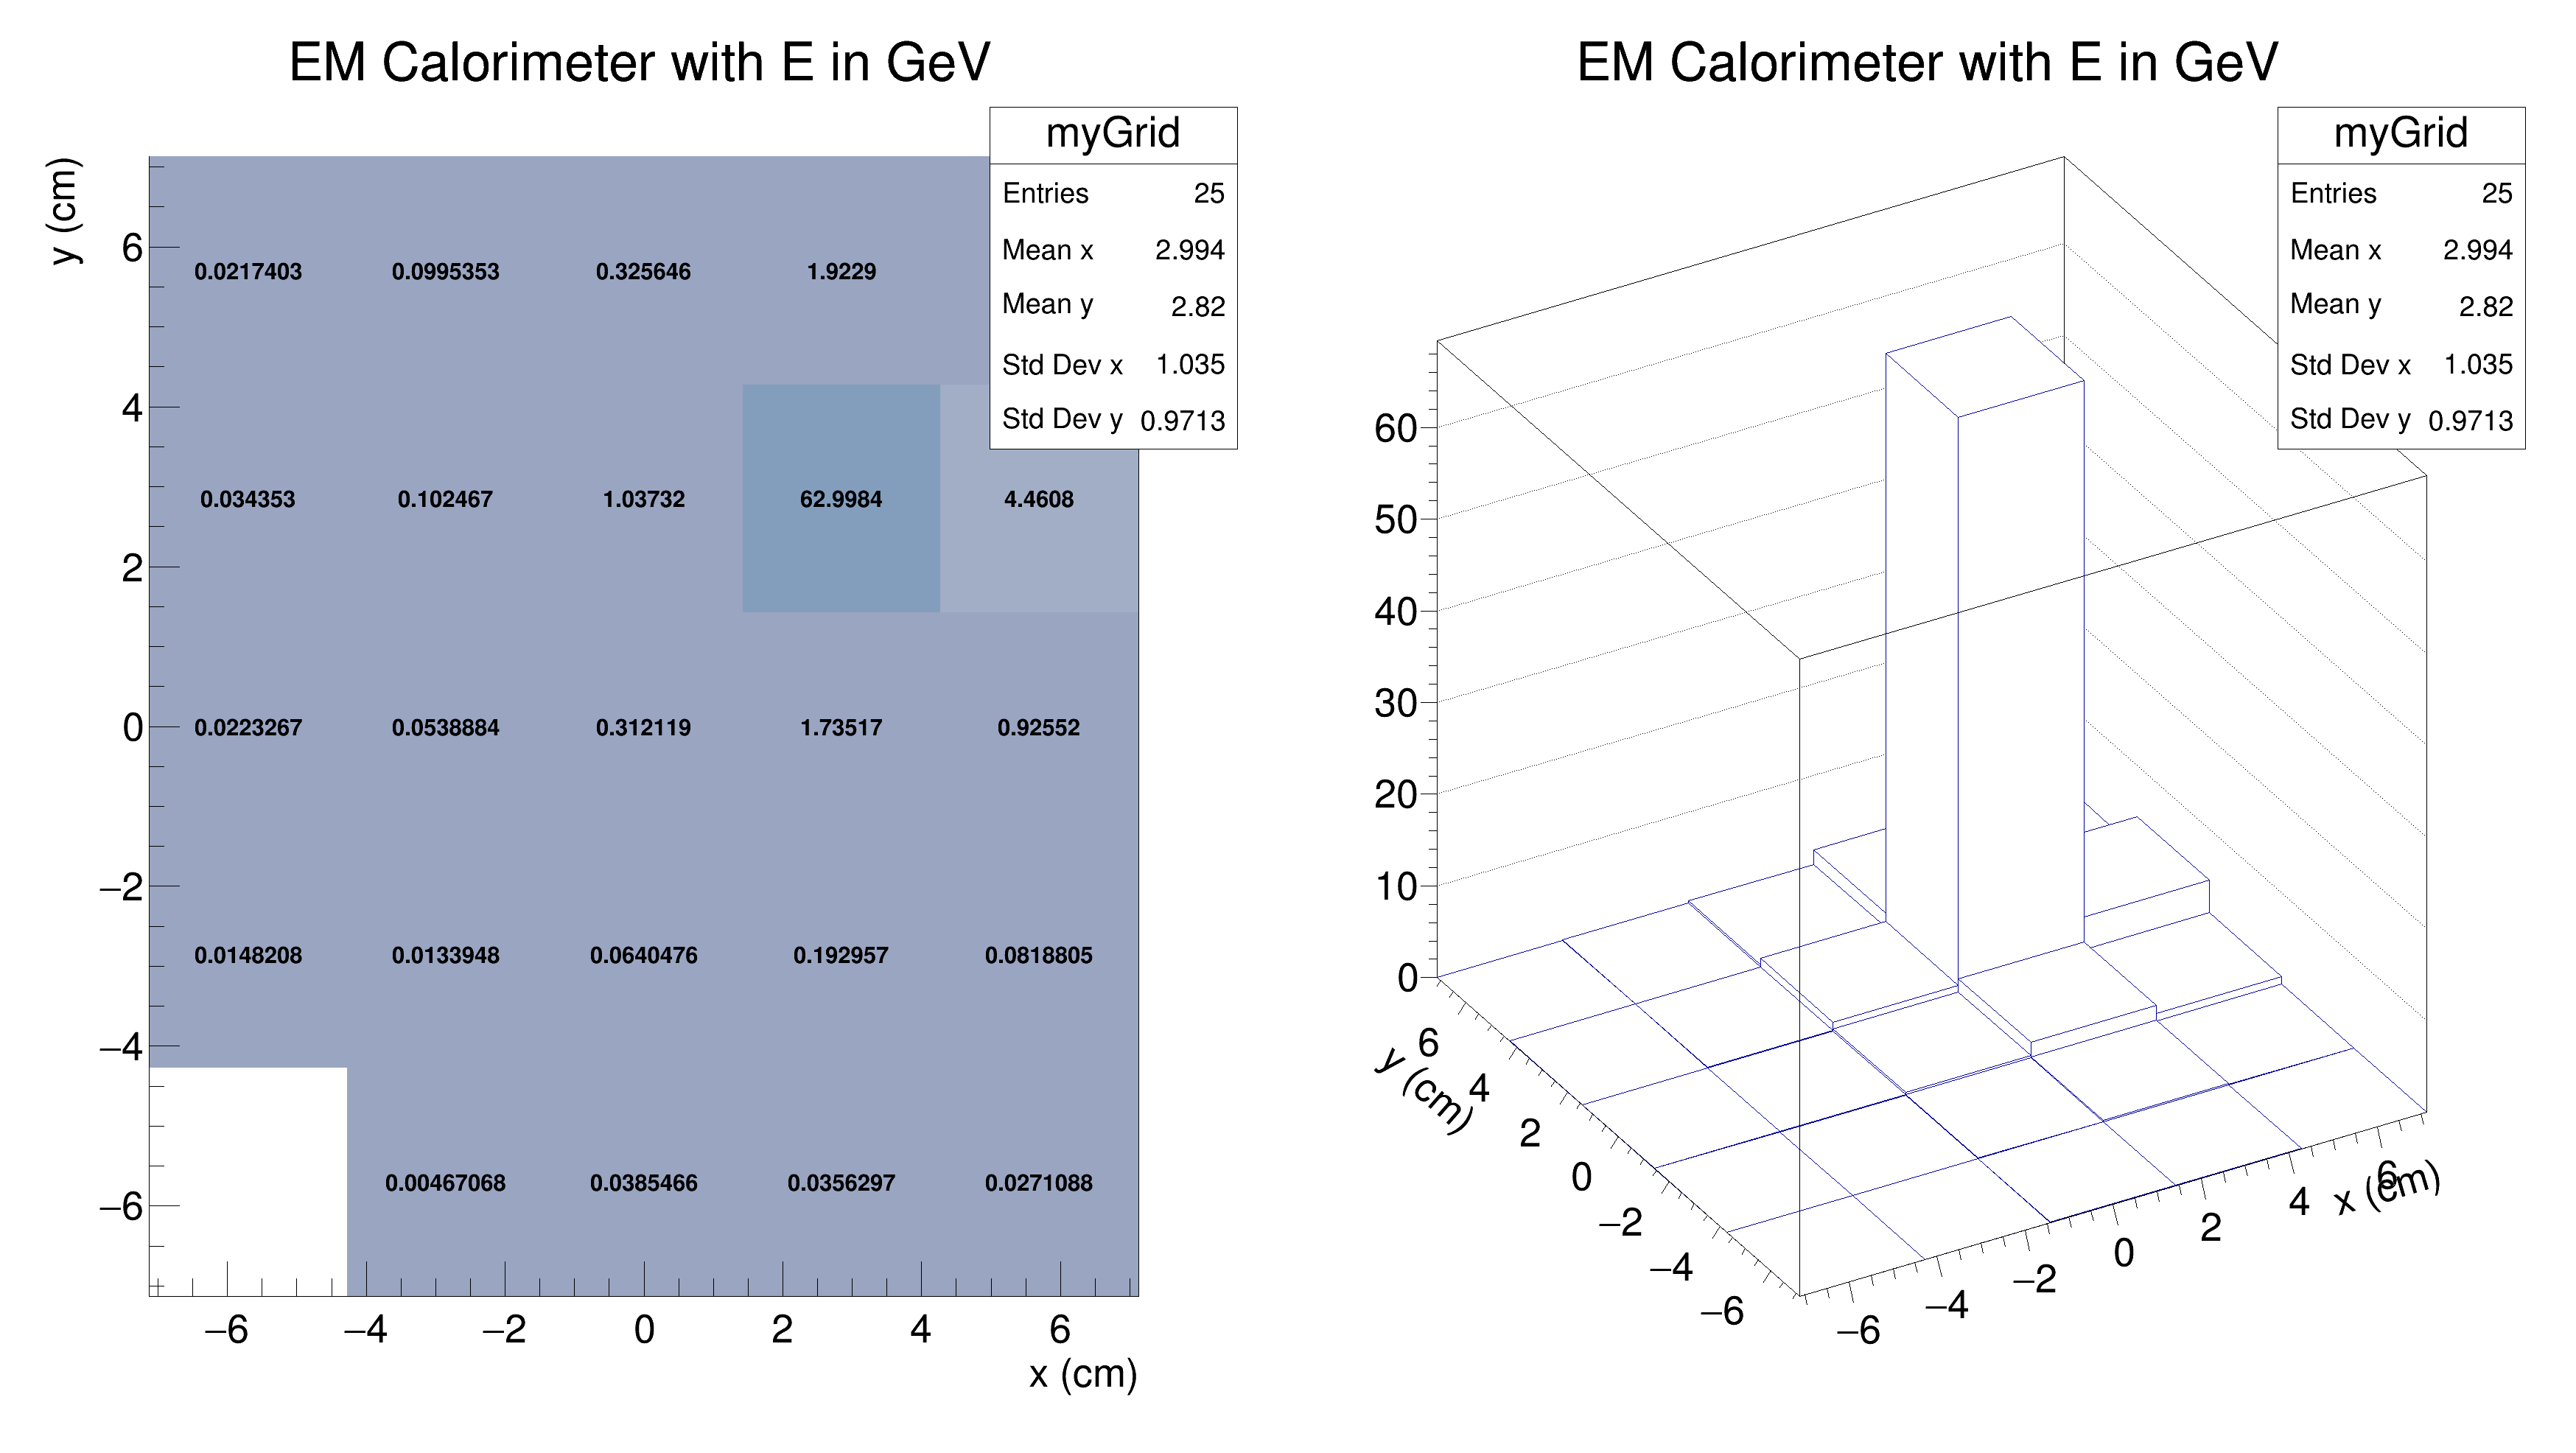 EM Calorimeter with E in GeV
myGrid
Entries 25
Mean x 2.994
Mean y 2.82
Std Dev x 1.035
Std Dev y 0.9713
y (cm)
6
4
2
0
−2
−4
−6
0.0217403 0.0995353 0.325646 1.9229
0.034353 0.102467 1.03732 62.9984 4.4608
0.0223267 0.0538884 0.312119 1.73517 0.92552
0.0148208 0.0133948 0.0640476 0.192957 0.0818805
0.00467068 0.0385466 0.0356297 0.0271088
−6 −4 −2 0 2 4 6
x (cm)
EM Calorimeter with E in GeV
myGrid
Entries 25
Mean x 2.994
Mean y 2.82
Std Dev x 1.035
Std Dev y 0.9713
60
50
40
30
20
10
0
6
4
2
0
−2
−4
−6
y (cm)
−6
−4
−2
0
2
4
6
x (cm)